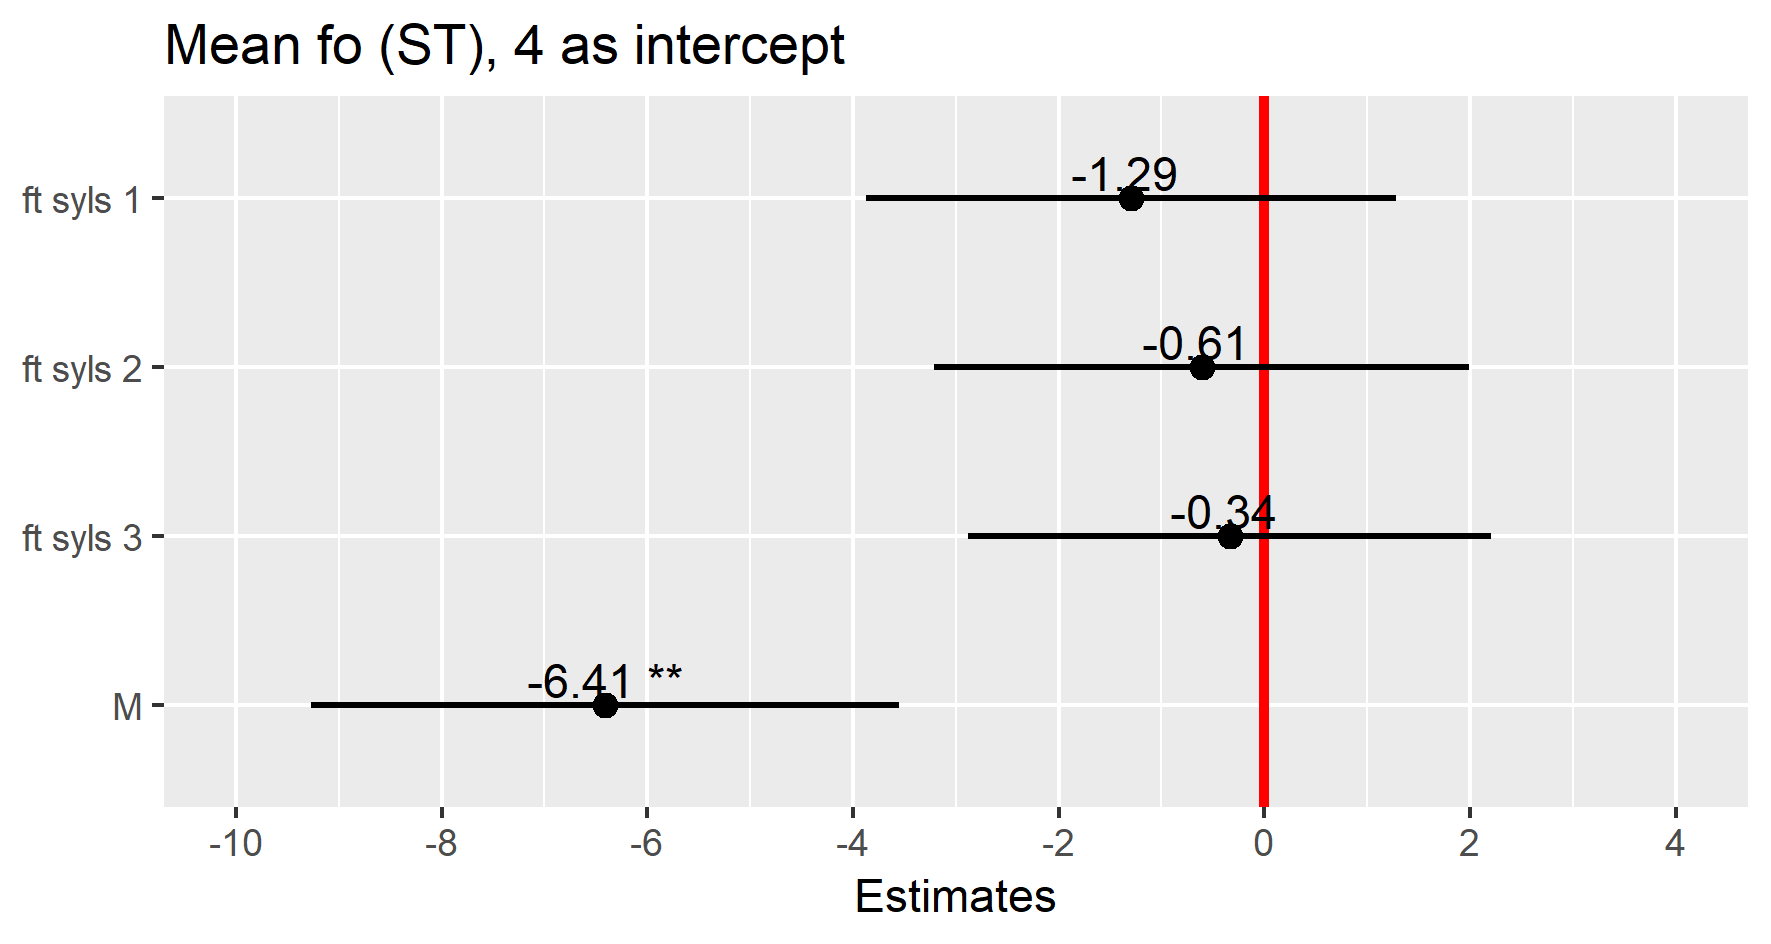 Mean fo (ST), 4 as intercept
ft syls 1
-1.29
ft syls 2
-0.61
ft syls 3
-0.34
M
-6.41 **
-10 -8 -6 -4 -2 0 2 4
Estimates